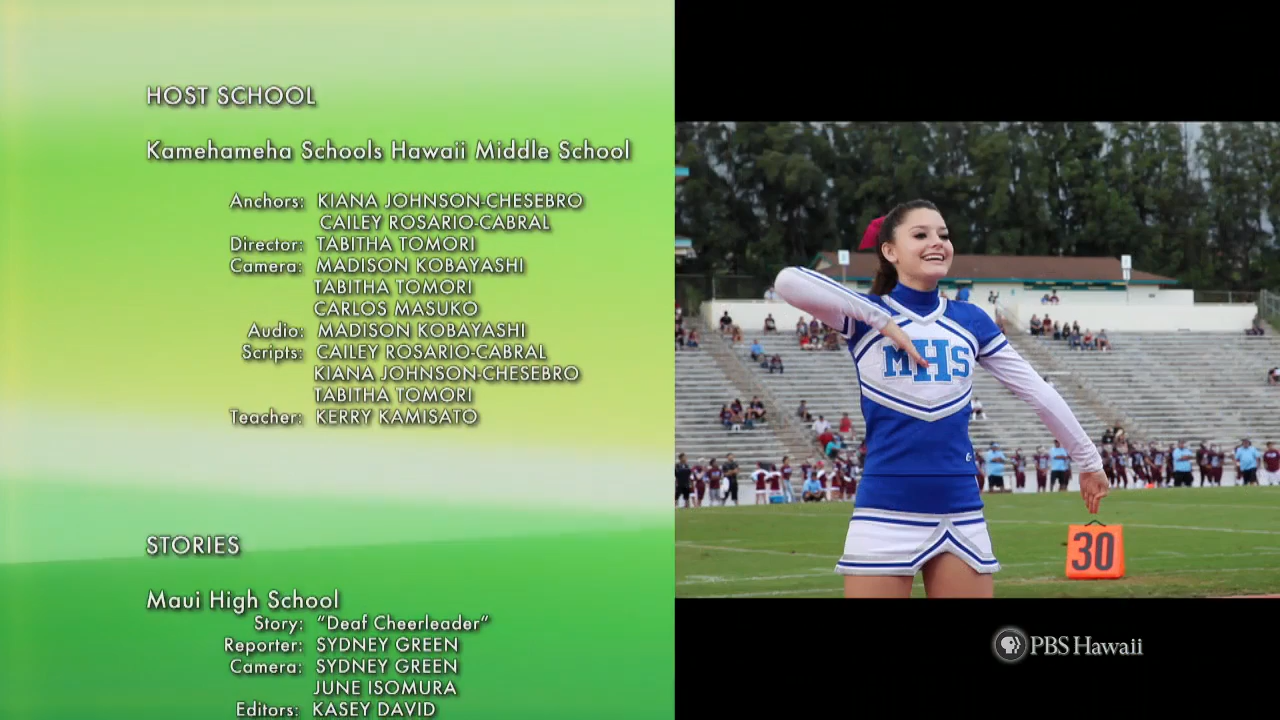 HOST SCHOOL
Kamehameha Schools Hawaii Middle School
Anchors: KIANA JOHNSON-CHESEBRO
CAILEY ROSARIO-CABRAL
Director: TABITHA TOMORI
Camera: MADISON KOBAYASHI
TABITHA TOMORI
CARLOS MASUKO
Audio: MADISON KOBAYASHI
Scripts: CAILEY ROSARIO-CABRAL
KIANA JOHNSON-CHESEBRO
TABITHA TOMORI
Teacher: KERRY KAMISATO
STORIES
Maui High School
Story: “Deaf Cheerleader”
Reporter: SYDNEY GREEN
Camera: SYDNEY GREEN
JUNE ISOMURA
Editors: KASEY DAVID
MHS
30
PBS Hawaii